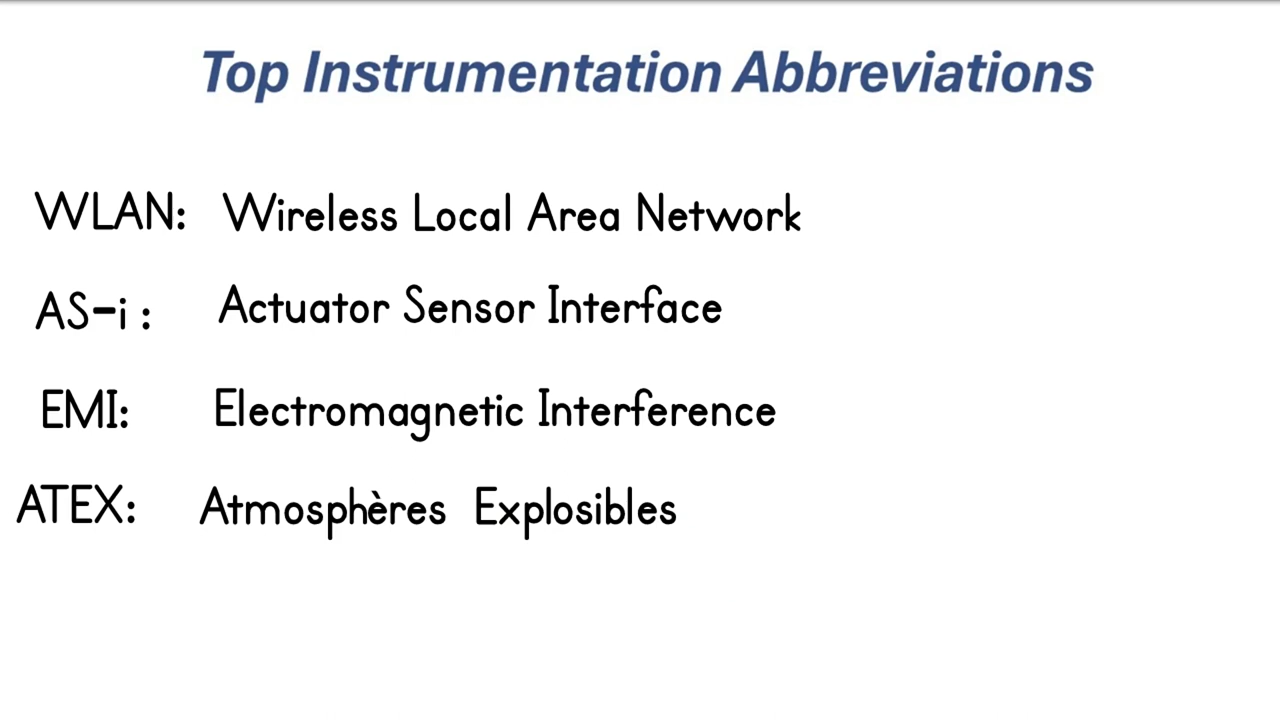 Top Instrumentation Abbreviations
WLAN: Wireless Local Area Network
AS-i : Actuator Sensor Interface
EMI: Electromagnetic Interference
ATEX: Atmosphères Explosibles